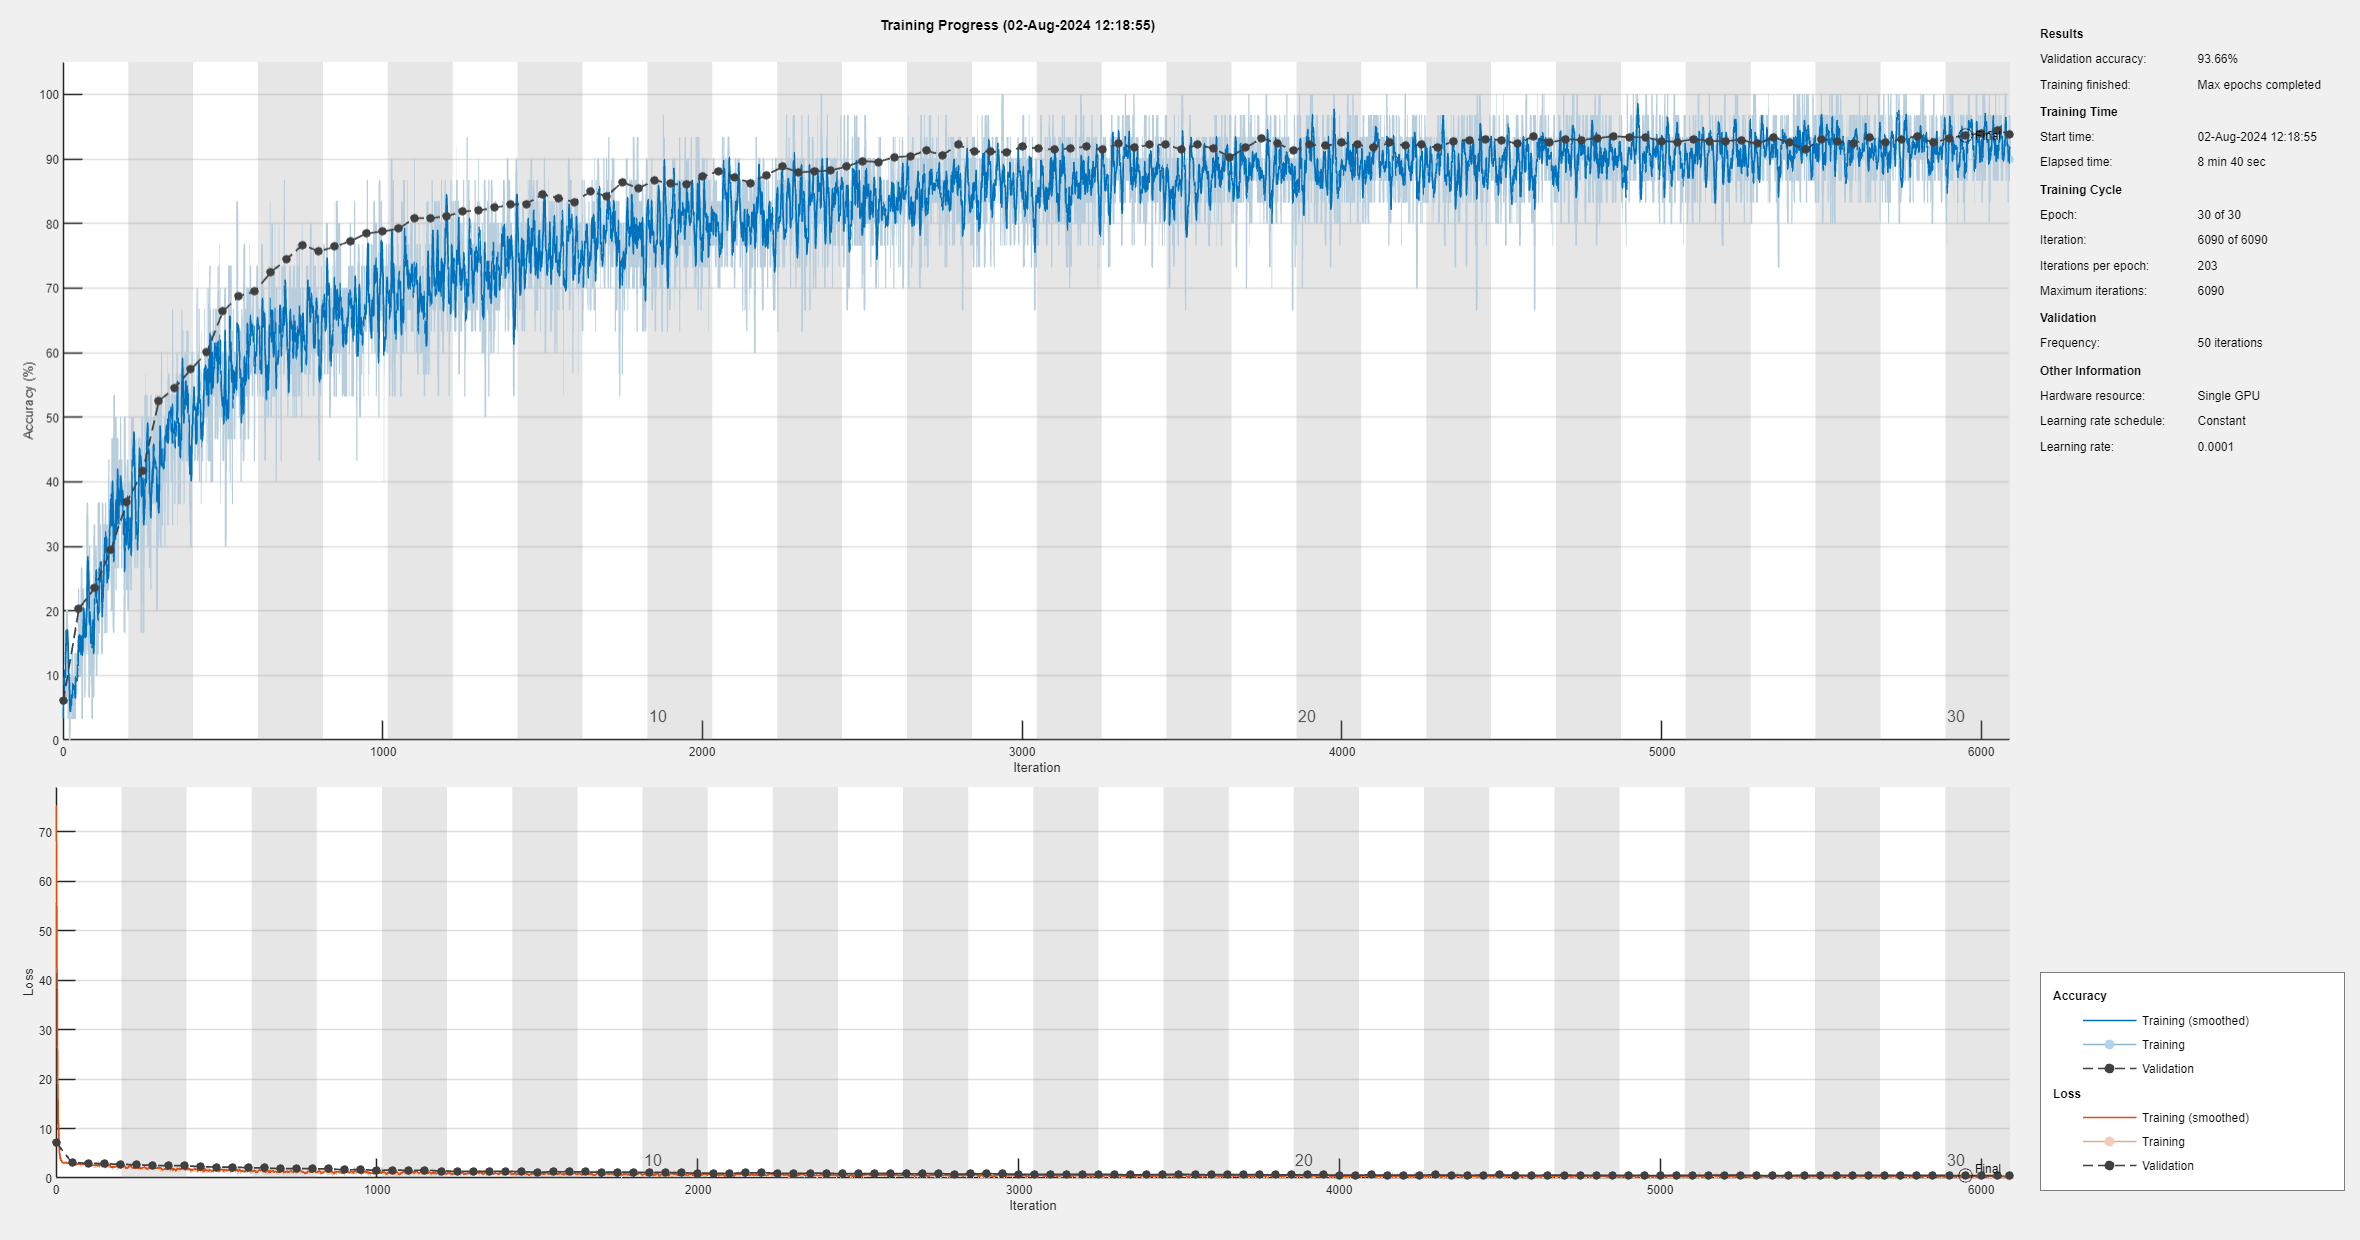 Training Progress (02-Aug-2024 12:18:55)
100
90
80
70
60
50
40
30
20
10
0
Accuracy (%)
10
20
30
Final
0
1000
2000
3000
4000
5000
6000
Iteration
70
60
50
40
30
20
10
0
Loss
10
20
30
Final
0
1000
2000
3000
4000
5000
6000
Iteration
Results
Validation accuracy: 93.66%
Training finished: Max epochs completed
Training Time
Start time: 02-Aug-2024 12:18:55
Elapsed time: 8 min 40 sec
Training Cycle
Epoch: 30 of 30
Iteration: 6090 of 6090
Iterations per epoch: 203
Maximum iterations: 6090
Validation
Frequency: 50 iterations
Other Information
Hardware resource: Single GPU
Learning rate schedule: Constant
Learning rate: 0.0001
Accuracy
Training (smoothed)
Training
Validation
Loss
Training (smoothed)
Training
Validation